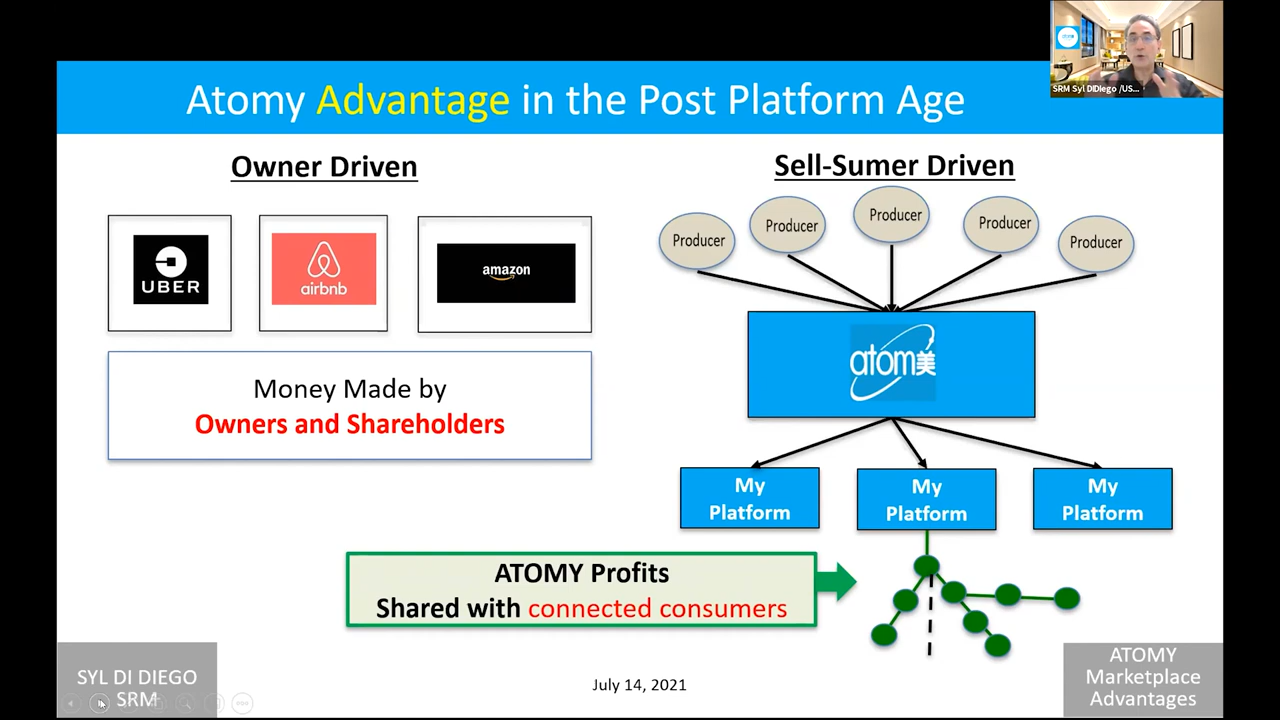 SRM Syl DiDiego /US...
Atomy Advantage in the Post Platform Age
Owner Driven
UBER
airbnb
amazon
Money Made by
Owners and Shareholders
Sell-Sumer Driven
Producer
Producer
Producer
Producer
Producer
atom美
My
Platform
My
Platform
My
Platform
ATOMY Profits
Shared with connected consumers
SYL DI DIEGO
SRM
July 14, 2021
ATOMY
Marketplace
Advantages